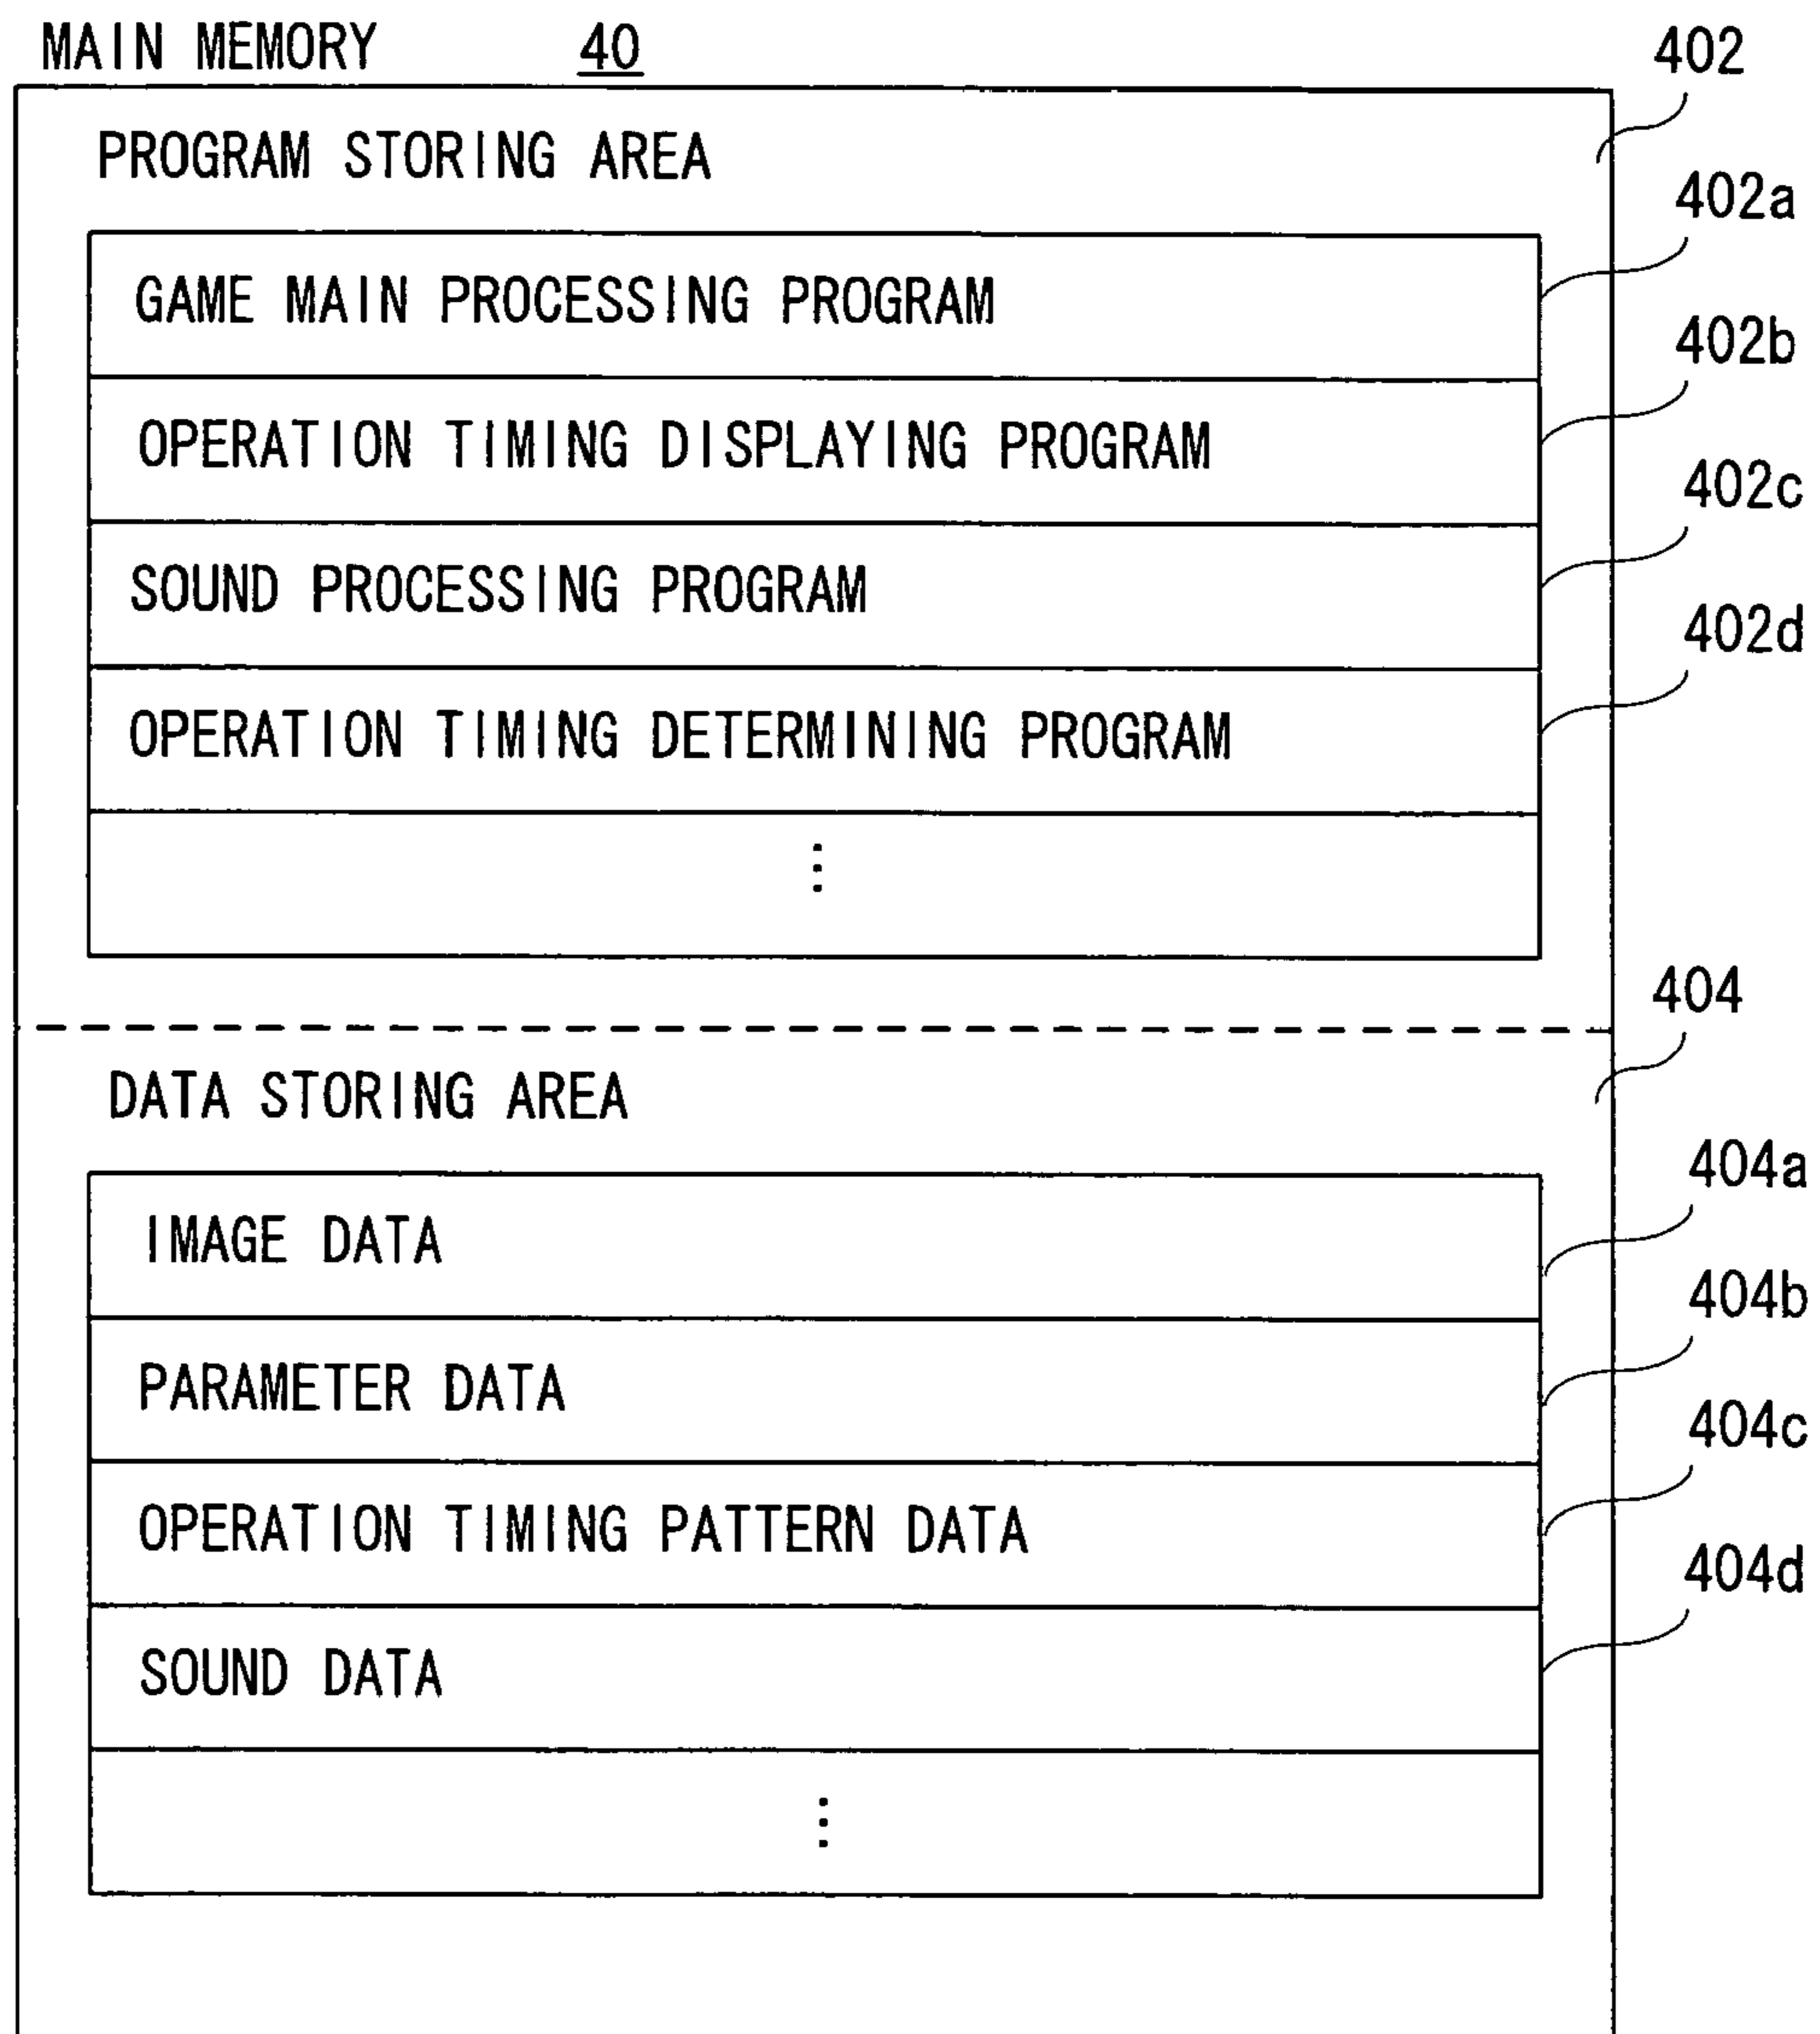 MAIN MEMORY 40
402
PROGRAM STORING AREA
402a
GAME MAIN PROCESSING PROGRAM
402b
OPERATION TIMING DISPLAYING PROGRAM
402c
SOUND PROCESSING PROGRAM
402d
OPERATION TIMING DETERMINING PROGRAM
⋮
404
DATA STORING AREA
404a
IMAGE DATA
404b
PARAMETER DATA
404c
OPERATION TIMING PATTERN DATA
404d
SOUND DATA
⋮